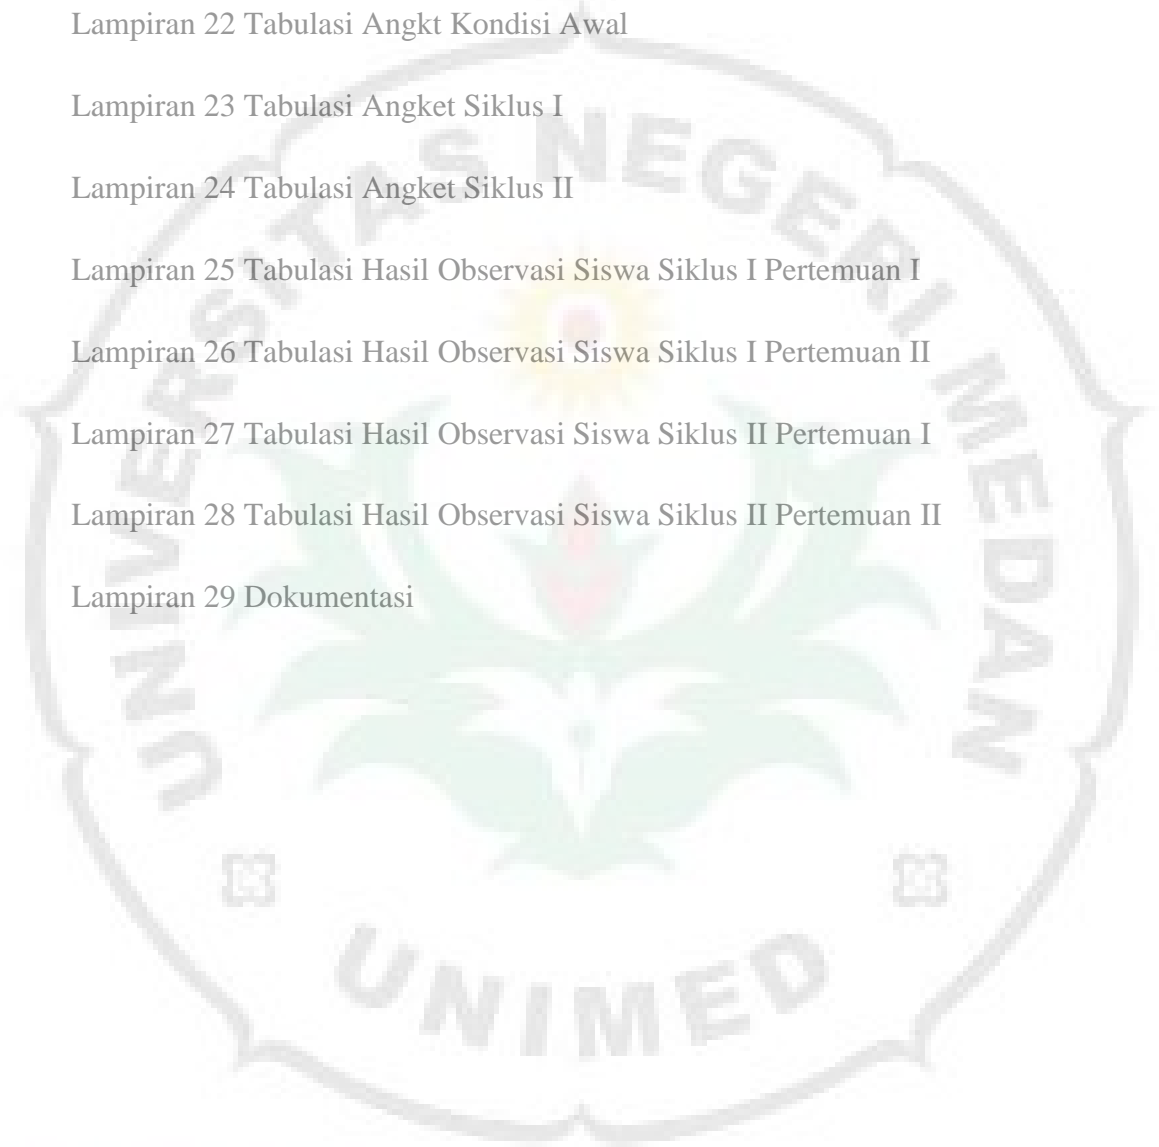 Lampiran 22 Tabulasi Angkt Kondisi Awal
Lampiran 23 Tabulasi Angket Siklus I
Lampiran 24 Tabulasi Angket Siklus II
Lampiran 25 Tabulasi Hasil Observasi Siswa Siklus I Pertemuan I
Lampiran 26 Tabulasi Hasil Observasi Siswa Siklus I Pertemuan II
Lampiran 27 Tabulasi Hasil Observasi Siswa Siklus II Pertemuan I
Lampiran 28 Tabulasi Hasil Observasi Siswa Siklus II Pertemuan II
Lampiran 29 Dokumentasi
UNIVERSITAS NEGERI MEDAN
UNIMED